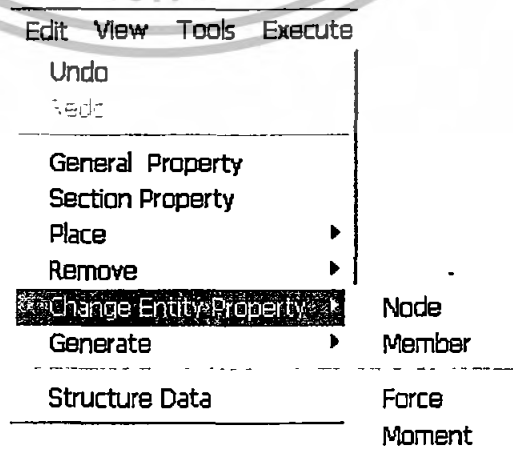 Edit View Tools Execute
Undo
Redo
General Property
Section Property
Place
Remove
Change Entity Property
Generate
Structure Data
Node
Member
Force
Moment